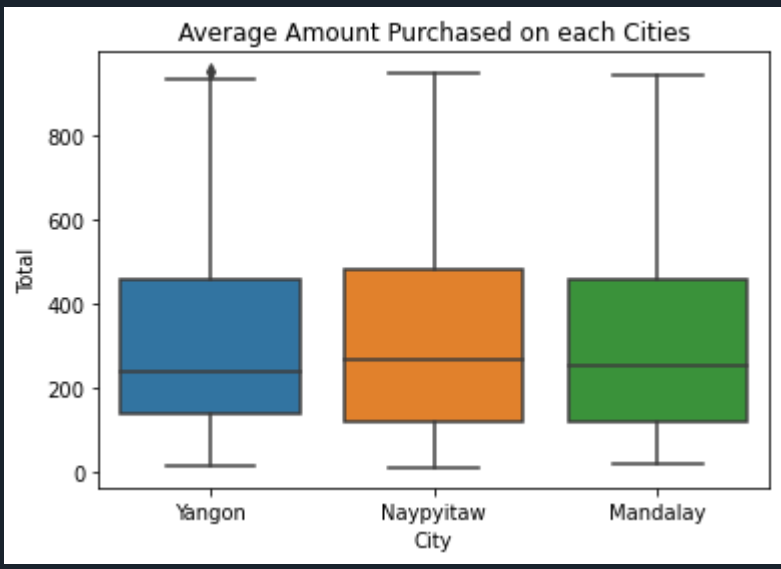 Average Amount Purchased on each Cities
Total
800
600
400
200
0
Yangon Naypyitaw Mandalay
City